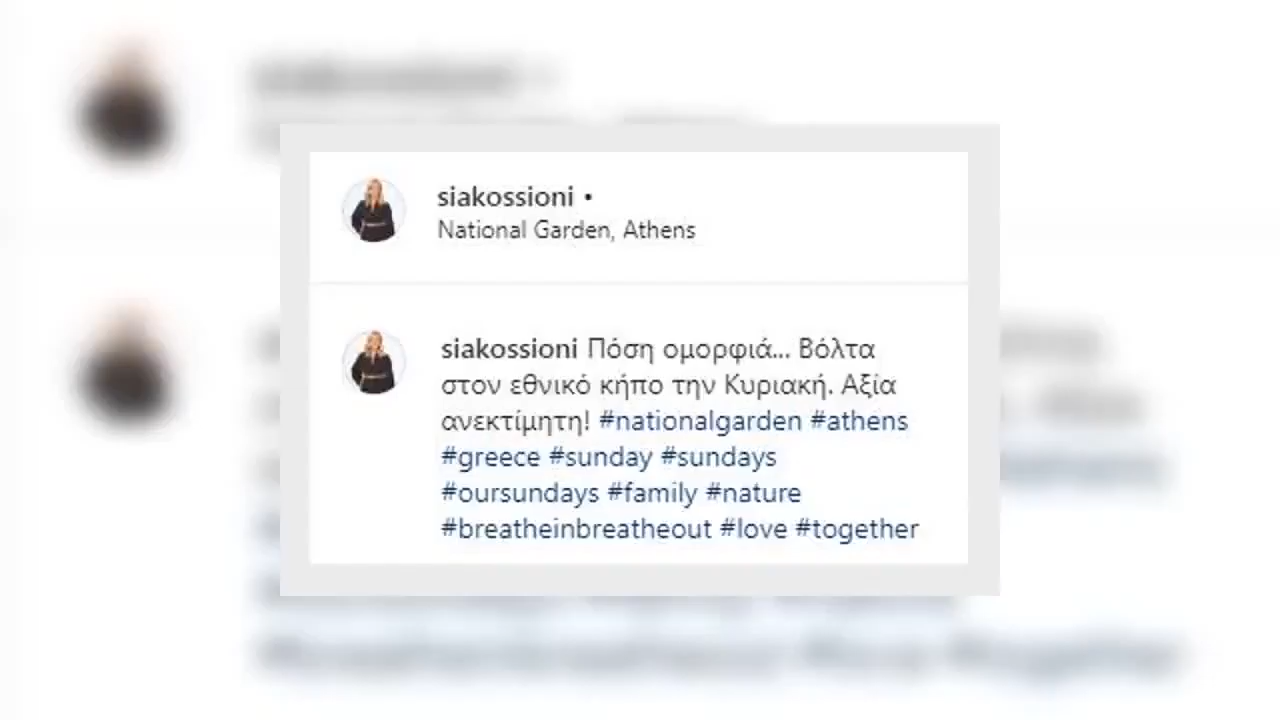 siakossioni •
National Garden, Athens
siakossioni Πόση ομορφιά... Βόλτα
στον εθνικό κήπο την Κυριακή. Αξία
ανεκτίμητη! #nationalgarden #athens
#greece #sunday #sundays
#oursundays #family #nature
#breatheinbreatheout #love #together